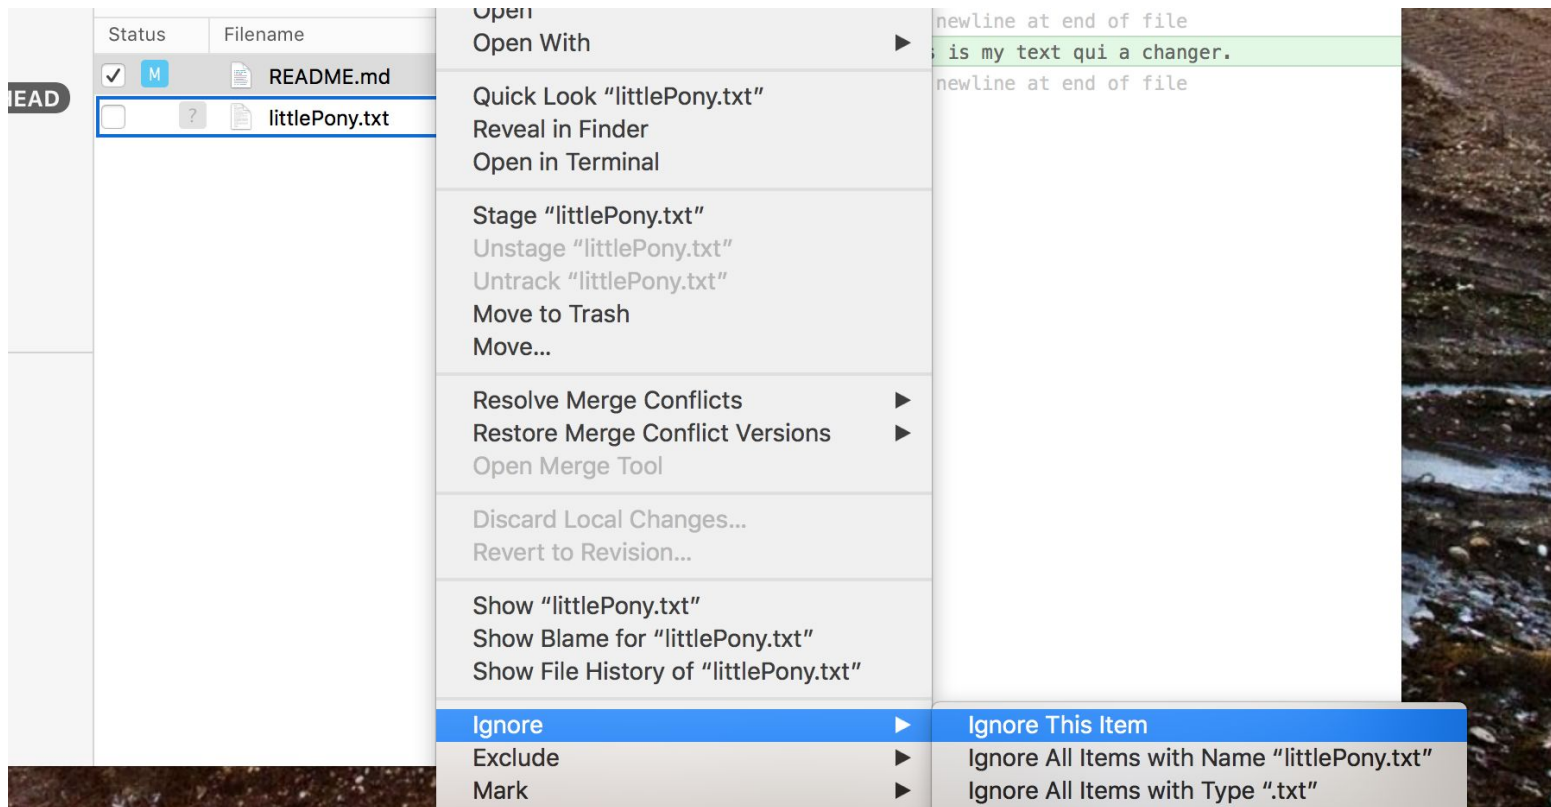 Status Filename
M README.md
? littlePony.txt
HEAD
Open
Open With
Quick Look “littlePony.txt”
Reveal in Finder
Open in Terminal
Stage “littlePony.txt”
Unstage “littlePony.txt”
Untrack “littlePony.txt”
Move to Trash
Move...
Resolve Merge Conflicts
Restore Merge Conflict Versions
Open Merge Tool
Discard Local Changes...
Revert to Revision...
Show “littlePony.txt”
Show Blame for “littlePony.txt”
Show File History of “littlePony.txt”
Ignore
Exclude
Mark
newline at end of file
is my text qui a changer.
newline at end of file
Ignore This Item
Ignore All Items with Name “littlePony.txt”
Ignore All Items with Type “.txt”